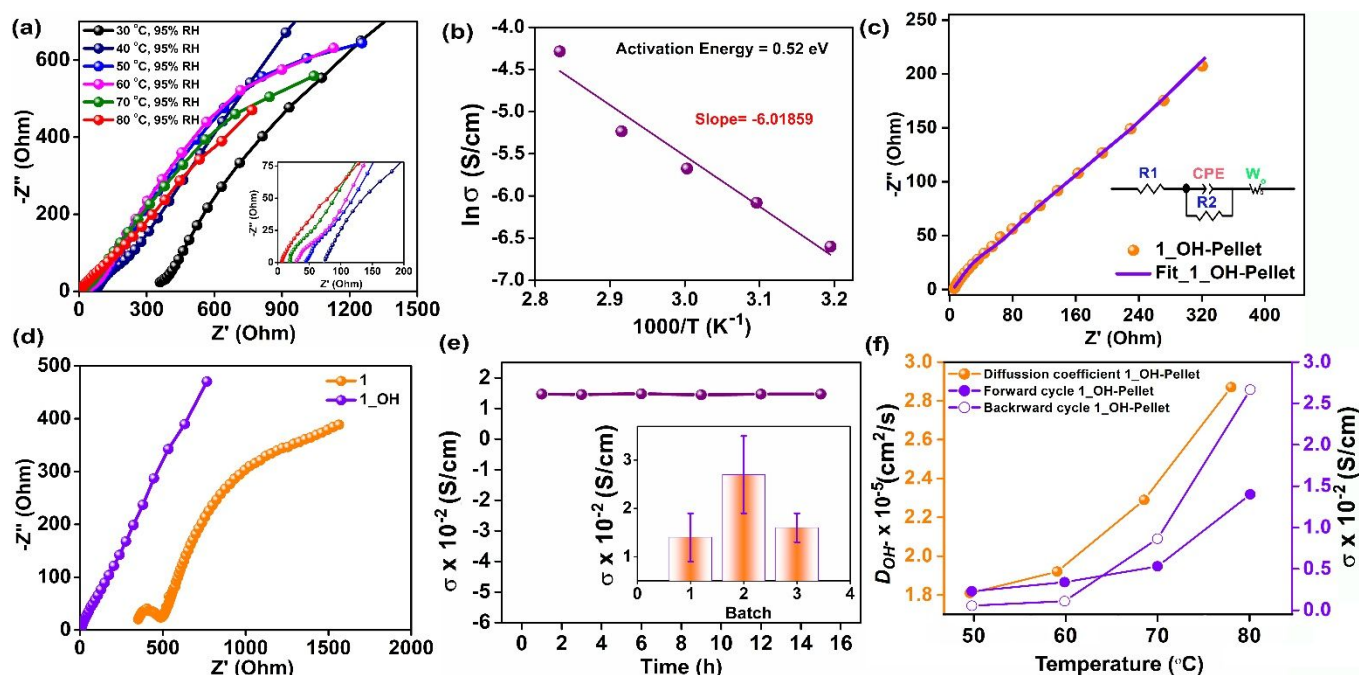 (a)
-Z" (Ohm)
600
400
200
0
30 °C, 95% RH
40 °C, 95% RH
50 °C, 95% RH
60 °C, 95% RH
70 °C, 95% RH
80 °C, 95% RH
-Z" (Ohm)
75
50
25
0
0 100 200
Z' (Ohm)
0 300 600 900 1200 1500
Z' (Ohm)
(b)
lnσ (S/cm)
-4.0
-4.5
-5.0
-5.5
-6.0
-6.5
-7.0
Activation Energy = 0.52 eV
Slope= -6.01859
2.8 2.9 3.0 3.1 3.2
1000/T (K-1)
(c)
-Z" (Ohm)
250
200
150
100
50
0
R1 CPE Wo
R2
1_OH-Pellet
Fit_1_OH-Pellet
0 80 160 240 320 400
Z' (Ohm)
(d)
-Z" (Ohm)
500
400
300
200
100
0
1
1_OH
0 500 1000 1500 2000
Z' (Ohm)
(e)
σ x 10-2 (S/cm)
2
1
0
-1
-2
-3
-4
-5
-6
σ x 10-2 (S/cm)
3
2
1
0 1 2 3 4
Batch
0 2 4 6 8 10 12 14 16
Time (h)
(f)
DOH- x 10-5(cm2/s)
3.0
2.8
2.6
2.4
2.2
2.0
1.8
Diffussion coefficient 1_OH-Pellet
Forward cycle 1_OH-Pellet
Backrward cycle 1_OH-Pellet
3.0
2.5
2.0
1.5
1.0
0.5
0.0
σ x 10-2 (S/cm)
50 60 70 80
Temperature (°C)